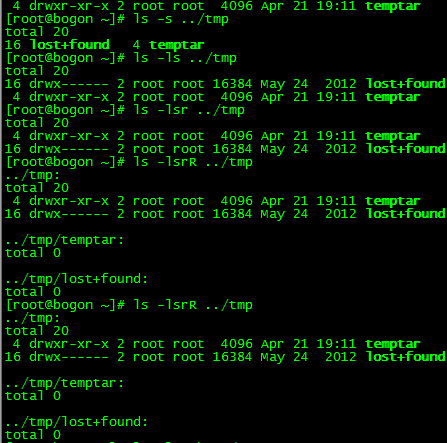 4 drwxr-xr-x 2 root root  4096 Apr 21 19:11 temptar
[root@bogon ~]# ls -s ../tmp
total 20
16 lost+found   4 temptar
[root@bogon ~]# ls -ls ../tmp
total 20
16 drwx------ 2 root root 16384 May 24  2012 lost+found
 4 drwxr-xr-x 2 root root  4096 Apr 21 19:11 temptar
[root@bogon ~]# ls -lsr ../tmp
total 20
 4 drwxr-xr-x 2 root root  4096 Apr 21 19:11 temptar
16 drwx------ 2 root root 16384 May 24  2012 lost+found
[root@bogon ~]# ls -lsrR ../tmp
../tmp:
total 20
 4 drwxr-xr-x 2 root root  4096 Apr 21 19:11 temptar
16 drwx------ 2 root root 16384 May 24  2012 lost+found
../tmp/temptar:
total 0
../tmp/lost+found:
total 0
[root@bogon ~]# ls -lsrR ../tmp
../tmp:
total 20
 4 drwxr-xr-x 2 root root  4096 Apr 21 19:11 temptar
16 drwx------ 2 root root 16384 May 24  2012 lost+found
../tmp/temptar:
total 0
../tmp/lost+found:
total 0